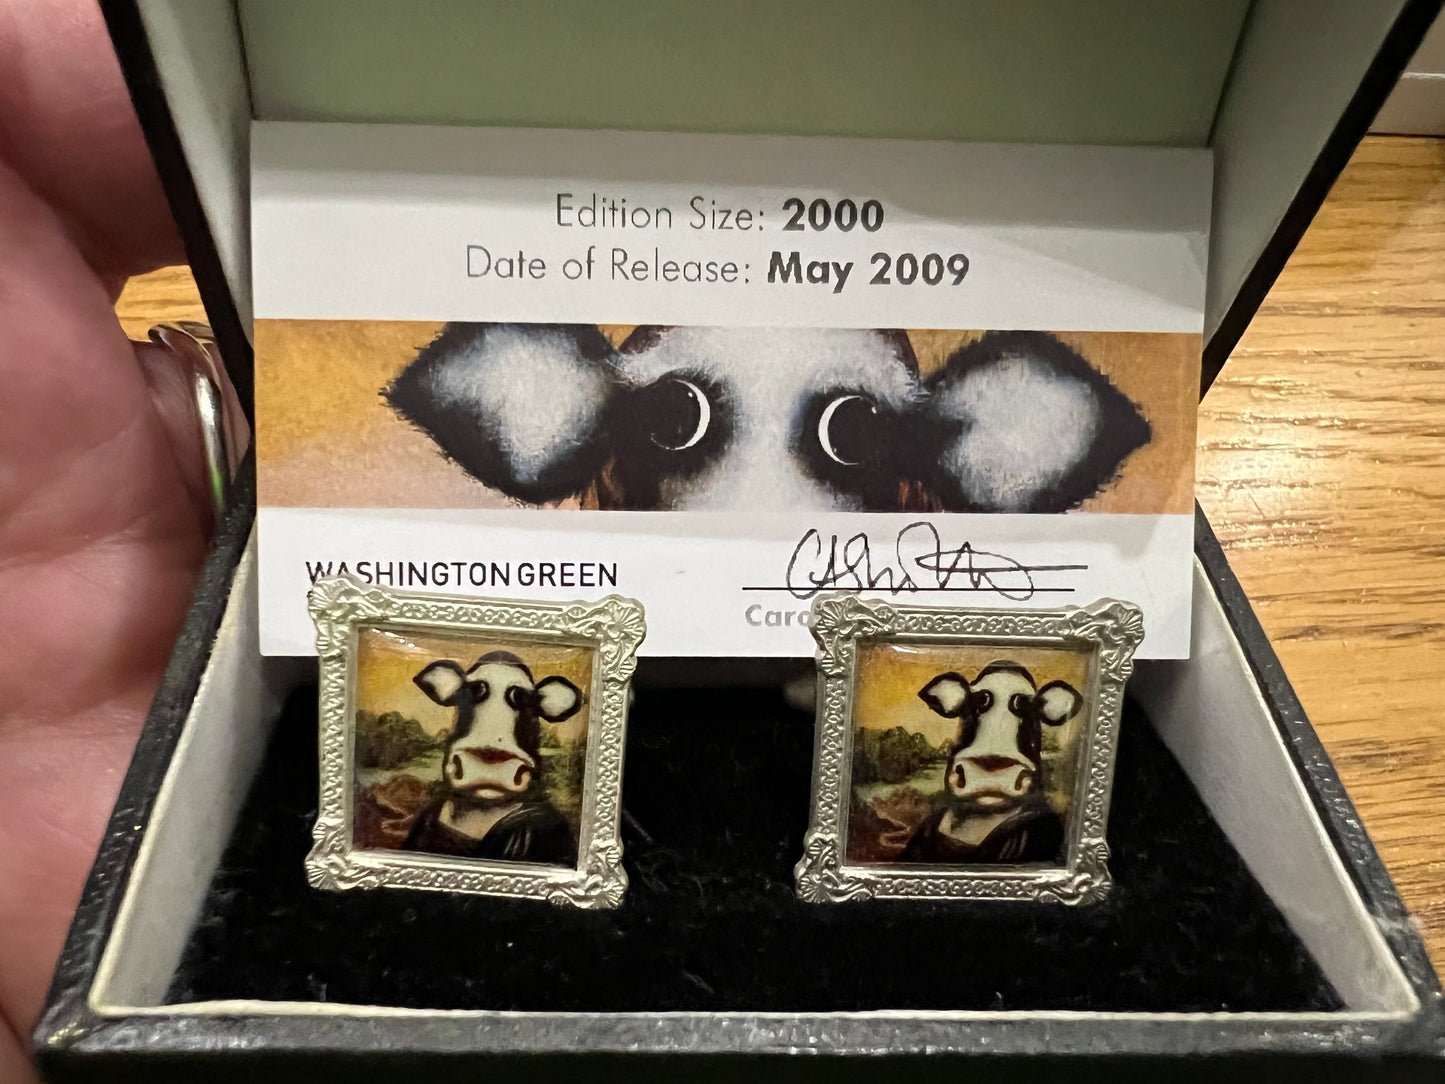 Edition Size: 2000
Date of Release: May 2009
WASHINGTON GREEN